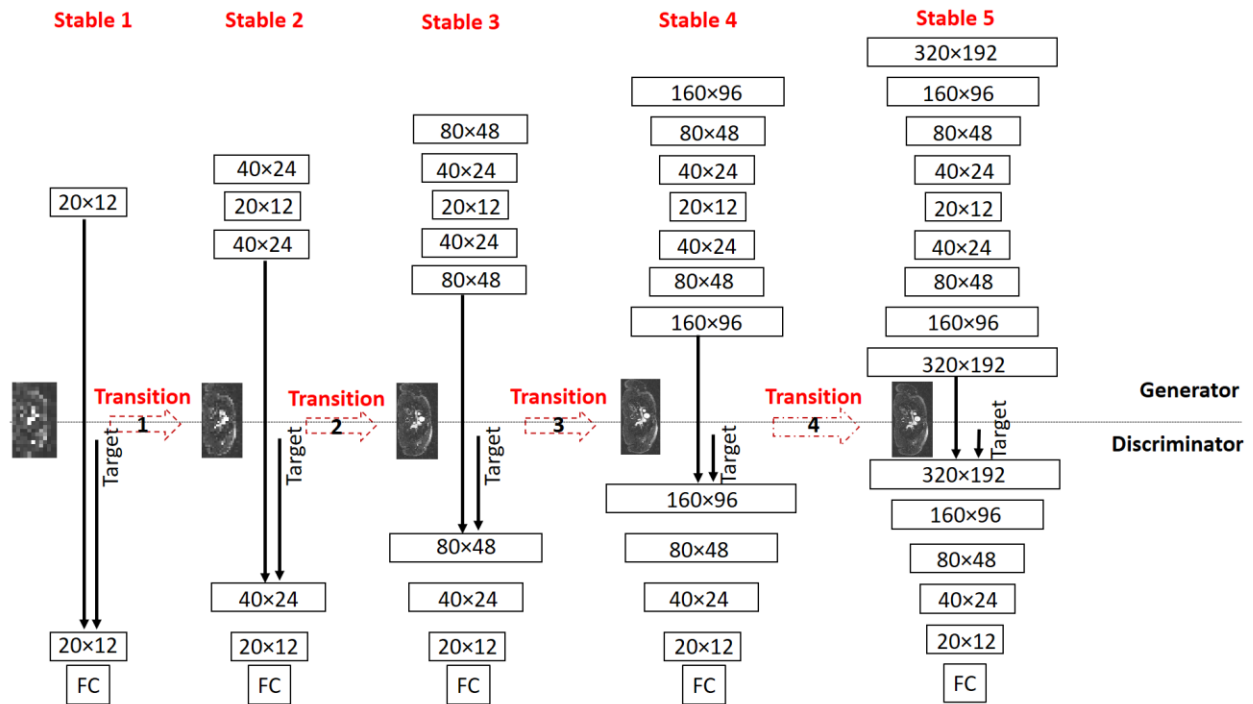 Stable 1
Stable 2
Stable 3
Stable 4
Stable 5
320×192
160×96
160×96
80×48
80×48
80×48
40×24
40×24
40×24
40×24
20×12
20×12
20×12
20×12
20×12
40×24
40×24
40×24
40×24
80×48
80×48
80×48
160×96
160×96
320×192
Transition
1
Transition
2
Transition
3
Transition
4
Generator
Discriminator
Target
Target
Target
Target
Target
320×192
160×96
160×96
80×48
80×48
80×48
40×24
40×24
40×24
40×24
20×12
20×12
20×12
20×12
20×12
FC
FC
FC
FC
FC